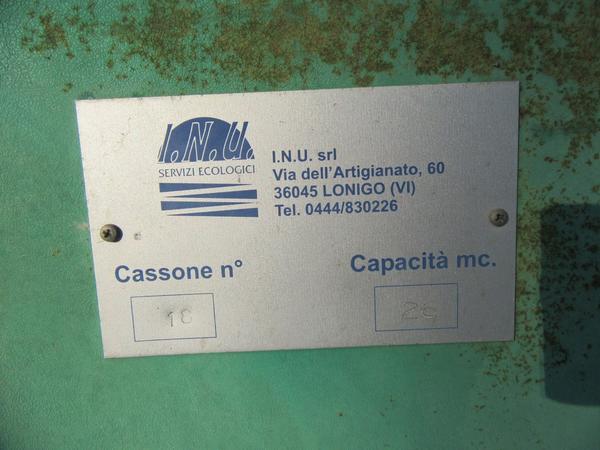 I.N.U.
SERVIZI ECOLOGICI
I.N.U. srl
Via dell'Artigianato, 60
36045 LONIGO (VI)
Tel. 0444/830226
Cassone n°
Capacità mc.
18